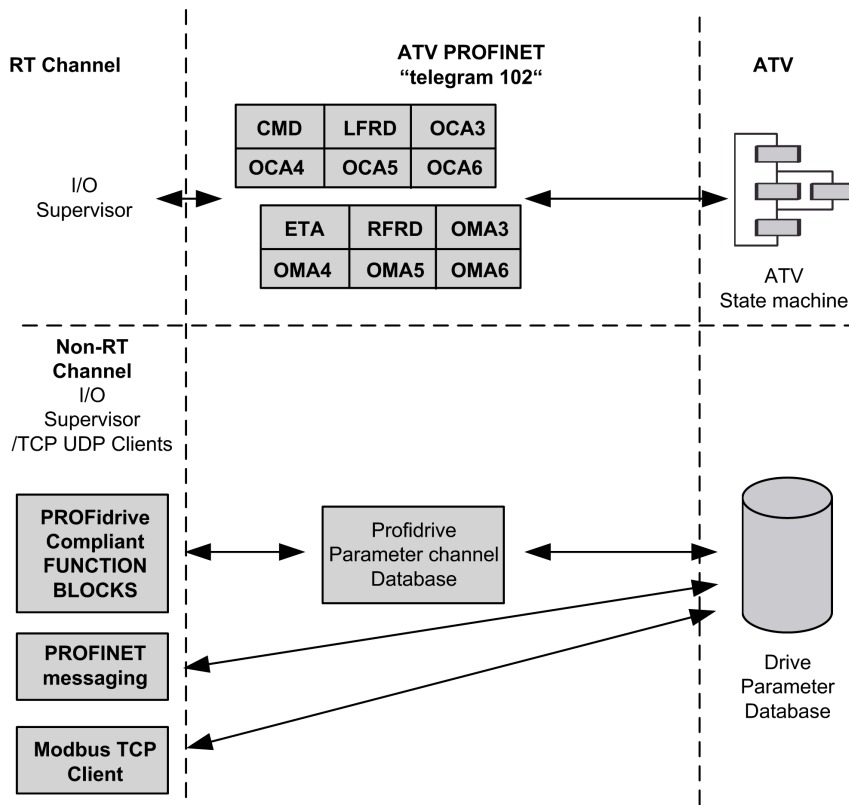 RT Channel
ATV PROFINET
“telegram 102“
ATV
CMD LFRD OCA3
OCA4 OCA5 OCA6
I/O
Supervisor
ETA RFRD OMA3
OMA4 OMA5 OMA6
ATV
State machine
Non-RT
Channel
I/O
Supervisor
/TCP UDP Clients
PROFidrive
Compliant
FUNCTION
BLOCKS
Profidrive
Parameter channel
Database
PROFINET
messaging
Modbus TCP
Client
Drive
Parameter
Database